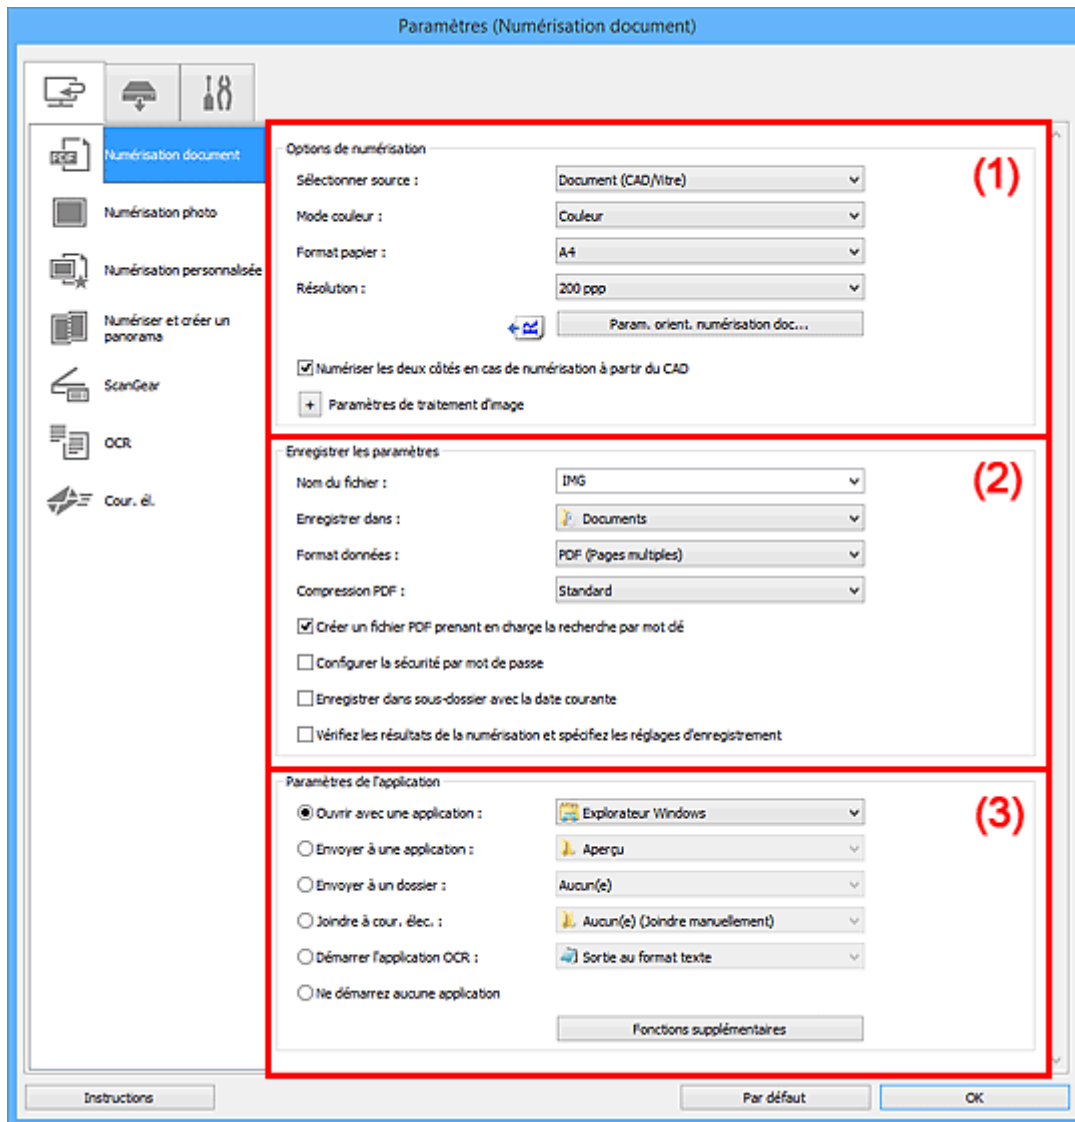 Paramètres (Numérisation document)
Numérisation document
Numérisation photo
Numérisation personnalisée
Numériser et créer un
panorama
ScanGear
OCR
Cour. él.
Options de numérisation
(1)
Sélectionner source : Document (CAD/Vitre)
Mode couleur : Couleur
Format papier : A4
Résolution : 200 ppp
Param. orient. numérisation doc...
Numériser les deux côtés en cas de numérisation à partir du CAD
+ Paramètres de traitement d'image
Enregistrer les paramètres
(2)
Nom du fichier : IMG
Enregistrer dans : Documents
Format données : PDF (Pages multiples)
Compression PDF : Standard
Créer un fichier PDF prenant en charge la recherche par mot clé
Configurer la sécurité par mot de passe
Enregistrer dans sous-dossier avec la date courante
Vérifiez les résultats de la numérisation et spécifiez les réglages d'enregistrement
Paramètres de l'application
(3)
Ouvrir avec une application : Explorateur Windows
Envoyer à une application : Aperçu
Envoyer à un dossier : Aucun(e)
Joindre à cour. élec. : Aucun(e) (Joindre manuellement)
Démarrer l'application OCR : Sortie au format texte
Ne démarrez aucune application
Fonctions supplémentaires
Instructions
Par défaut
OK